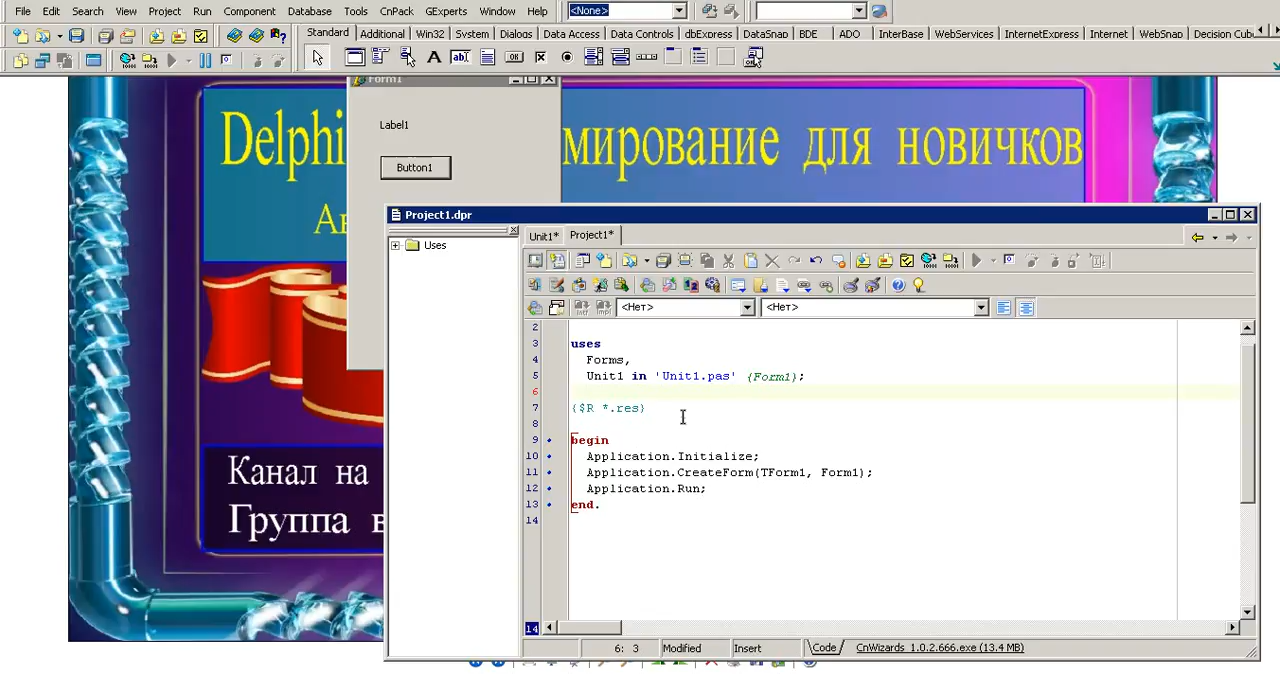 File Edit Search View Project Run Component Database Tools CnPack GExperts Window Help <None>
Standard Additional Win32 System Dialogs Data Access Data Controls dbExpress DataSnap BDE ADO InterBase WebServices InternetExpress Internet WebSnap Decision Cub
Form1
Delphi
мирование для новичков
Label1
Button1
Ав
Канал на
Группа в
Project1.dpr
Uses
Unit1* Project1*
<Нет> <Нет>
2
3 uses
4 Forms,
5 Unit1 in 'Unit1.pas' {Form1};
6
7 {$R *.res}
8
9 begin
10 Application.Initialize;
11 Application.CreateForm(TForm1, Form1);
12 Application.Run;
13 end.
14
14
6: 3 Modified Insert Code CnWizards 1.0.2.666.exe (13.4 MB)